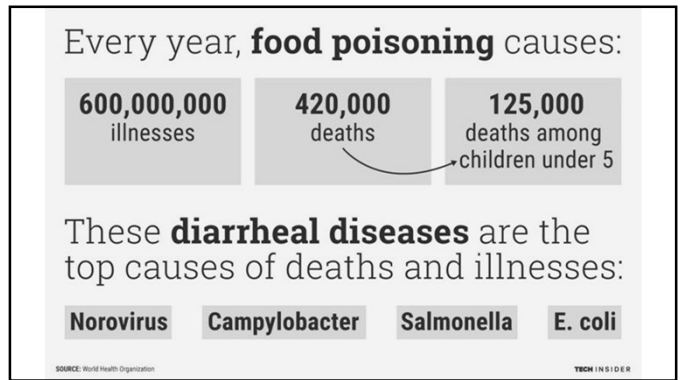 Every year, food poisoning causes:
600,000,000
illnesses
420,000
deaths
125,000
deaths among
children under 5
These diarrheal diseases are the
top causes of deaths and illnesses:
Norovirus
Campylobacter
Salmonella
E. coli
SOURCE: World Health Organization
TECH INSIDER